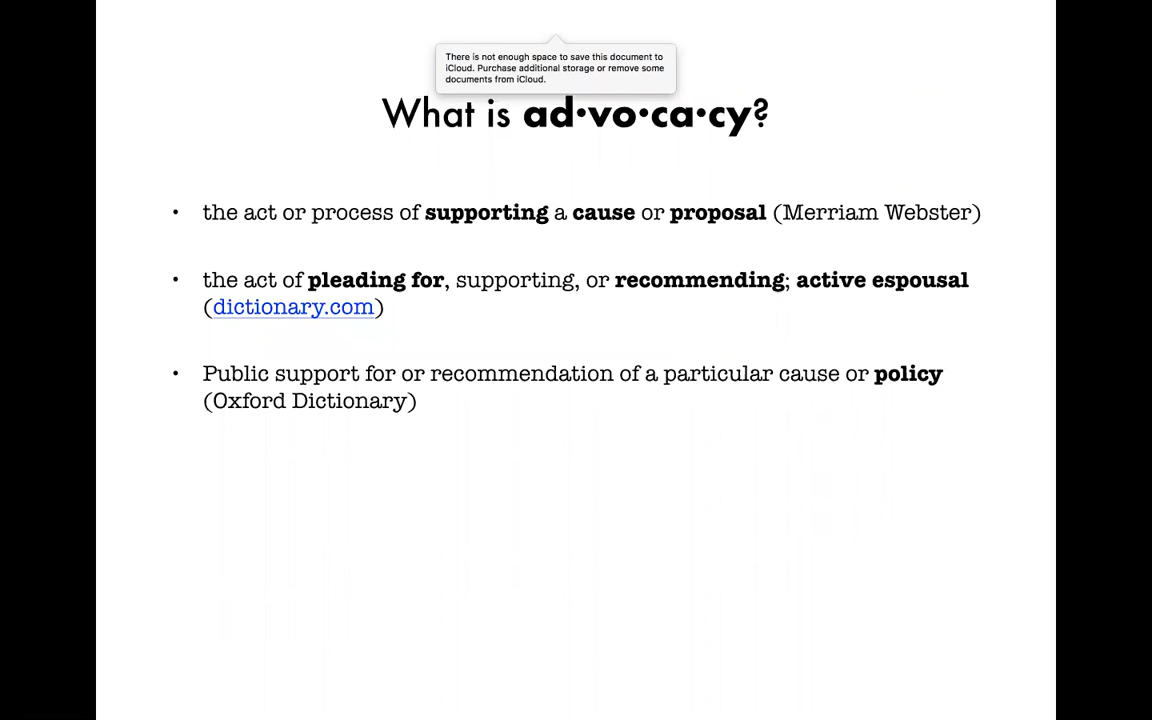 There is not enough space to save this document to
iCloud. Purchase additional storage or remove some
documents from iCloud.
What is ad•vo•ca•cy?
• the act or process of supporting a cause or proposal (Merriam Webster)
• the act of pleading for, supporting, or recommending; active espousal
(dictionary.com)
• Public support for or recommendation of a particular cause or policy
(Oxford Dictionary)